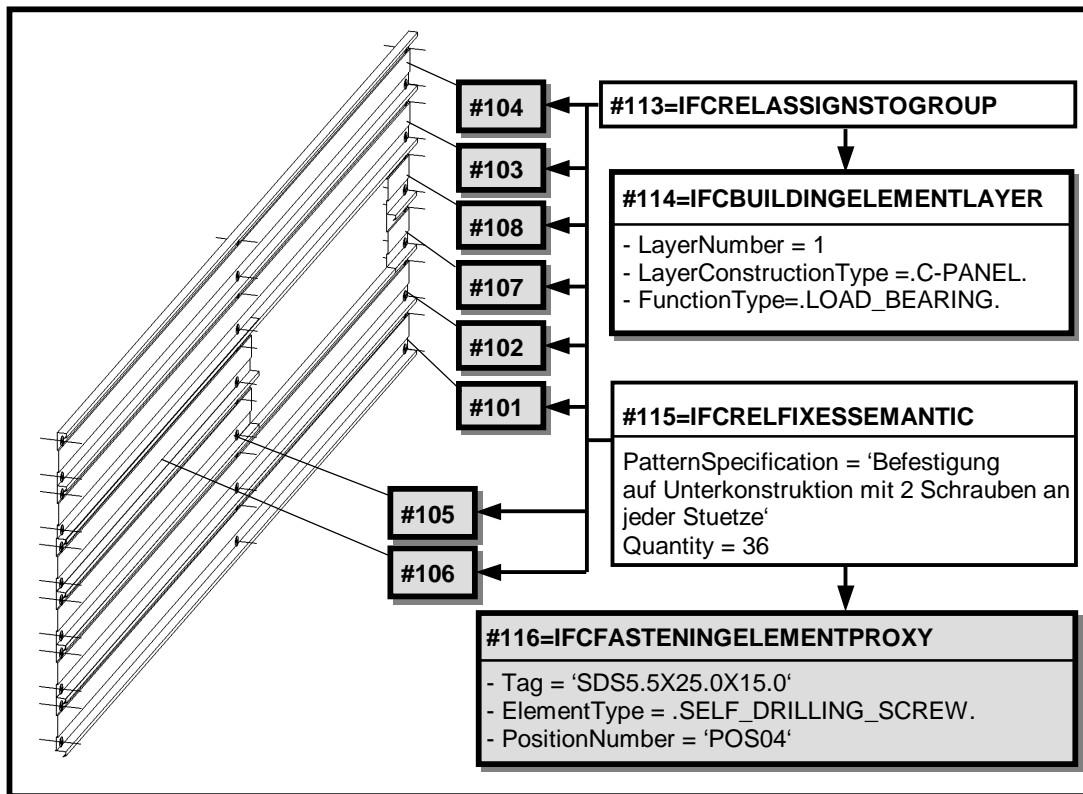 #104
#103
#108
#107
#102
#101
#105
#106
#113=IFCRELASSIGNSTOGROUP
#114=IFCBUILDINGELEMENTLAYER
- LayerNumber = 1
- LayerConstructionType =.C-PANEL.
- FunctionType=.LOAD_BEARING.
#115=IFCRELFIXESSEMANTIC
PatternSpecification = ‘Befestigung
auf Unterkonstruktion mit 2 Schrauben an
jeder Stuetze‘
Quantity = 36
#116=IFCFASTENINGELEMENTPROXY
- Tag = ‘SDS5.5X25.0X15.0‘
- ElementType = .SELF_DRILLING_SCREW.
- PositionNumber = ‘POS04‘